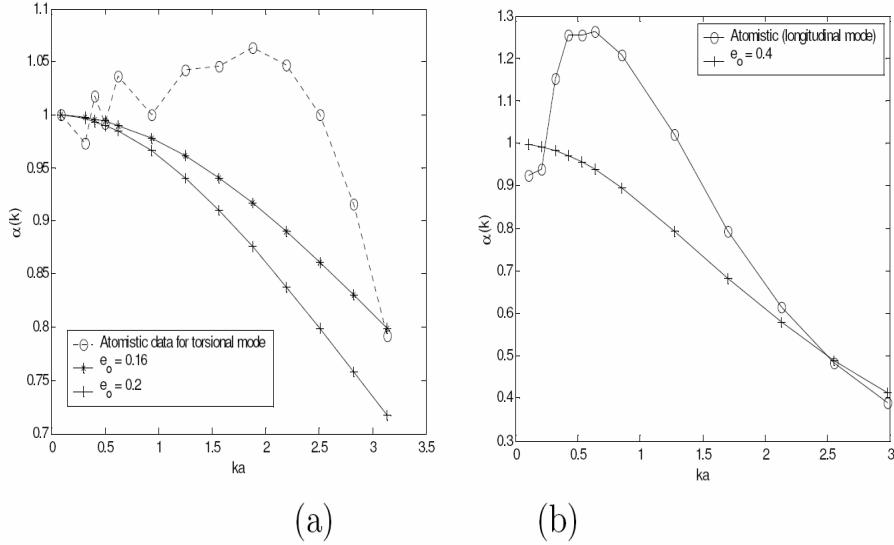 1.1
1.05
1
0.95
0.9
0.85
0.8
0.75
0.7
α(k)
Atomistic data for torsional mode
e_o = 0.16
e_o = 0.2
0 0.5 1 1.5 2 2.5 3 3.5
ka
(a)
1.3
1.2
1.1
1
0.9
0.8
0.7
0.6
0.5
0.4
0.3
α(k)
Atomistic (longitudinal mode)
e_o = 0.4
0 0.5 1 1.5 2 2.5 3
ka
(b)